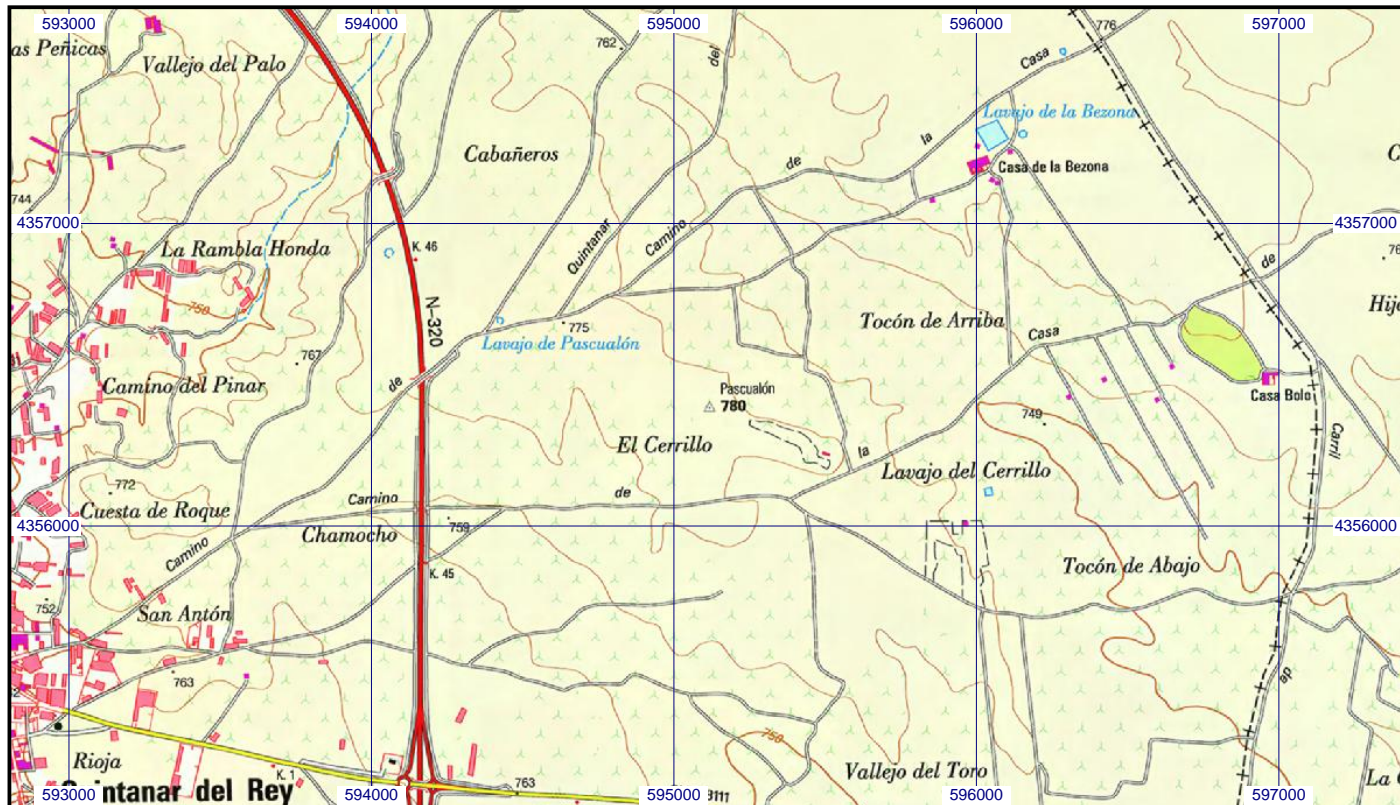 593000
594000
595000
596000
597000
as Peñicas
Vallejo del Palo
762
del
Casa
776
Lavajo de la Bezona
la
Cabañeros
de
Casa de la Bezona
744
4357000
4357000
La Rambla Honda
K. 46
Quintanar
Camino
de
750
N-320
775
Lavajo de Pascualón
Tocón de Arriba
Casa
767
Camino del Pinar
de
Pascualón
780
749
Casa Bolo
El Cerrillo
la
Lavajo del Cerrillo
Carril
772
Cuesta de Roque
Camino
de
4356000
4356000
759
Chamocho
Camino
K. 45
Tocón de Abajo
752
San Antón
763
de
750
Rioja
K. 1
Vallejo del Toro
763
ntanar del Rey
593000
594000
595000
3111
596000
597000